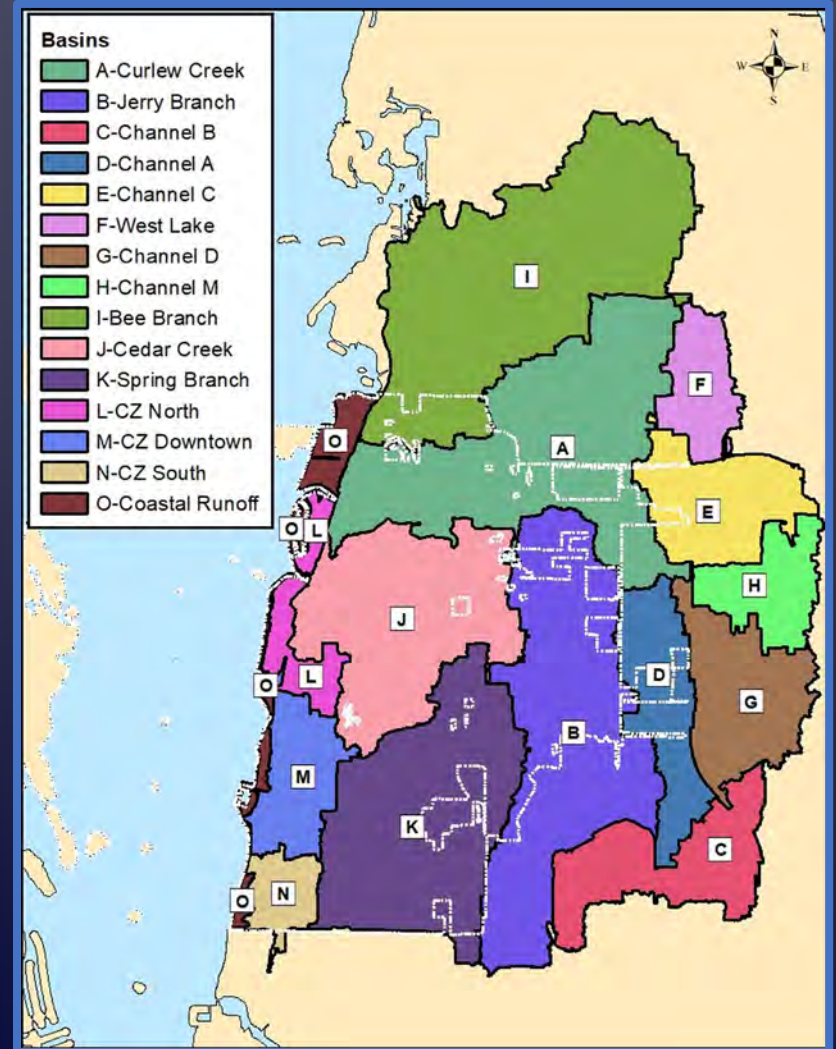 Basins
A-Curlew Creek
B-Jerry Branch
C-Channel B
D-Channel A
E-Channel C
F-West Lake
G-Channel D
H-Channel M
I-Bee Branch
J-Cedar Creek
K-Spring Branch
L-CZ North
M-CZ Downtown
N-CZ South
O-Coastal Runoff
N
W
E
S
I
F
O
A
E
O
L
H
J
D
O
L
G
B
M
K
C
O
N